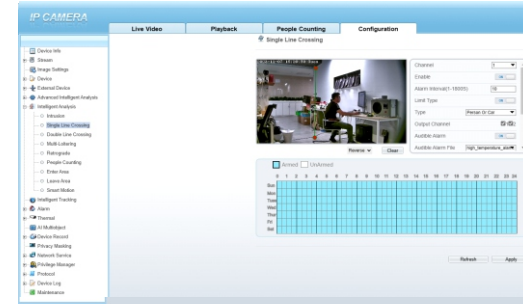 IP CAMERA
Live Video
Playback
People Counting
Configuration
Device Info
Stream
Image Settings
Device
External Device
Advanced Intelligent Analysis
Intelligent Analysis
Intrusion
Single Line Crossing
Double Line Crossing
Multi Loitering
Retrograde
People Counting
Enter Area
Leave Area
Smart Motion
Intelligent Tracking
Alarm
Thermal
AI Multiobject
Device Record
Privacy Masking
Network Service
Privilege Manager
Protocol
Device Log
Maintenance
Single Line Crossing
Reverse
Clear
Channel 1
Enable
Alarm Interval(1-1800S) 10
Limit Type
Type Person Or Car
Output Channel
Audible Alarm
Audible Alarm File
Armed UnArmed
0 1 2 3 4 5 6 7 8 9 10 11 12 13 14 15 16 17 18 19 20 21 22 23 24
Sun
Mon
Tues
Wed
Thur
Fri
Sat
Refresh
Apply